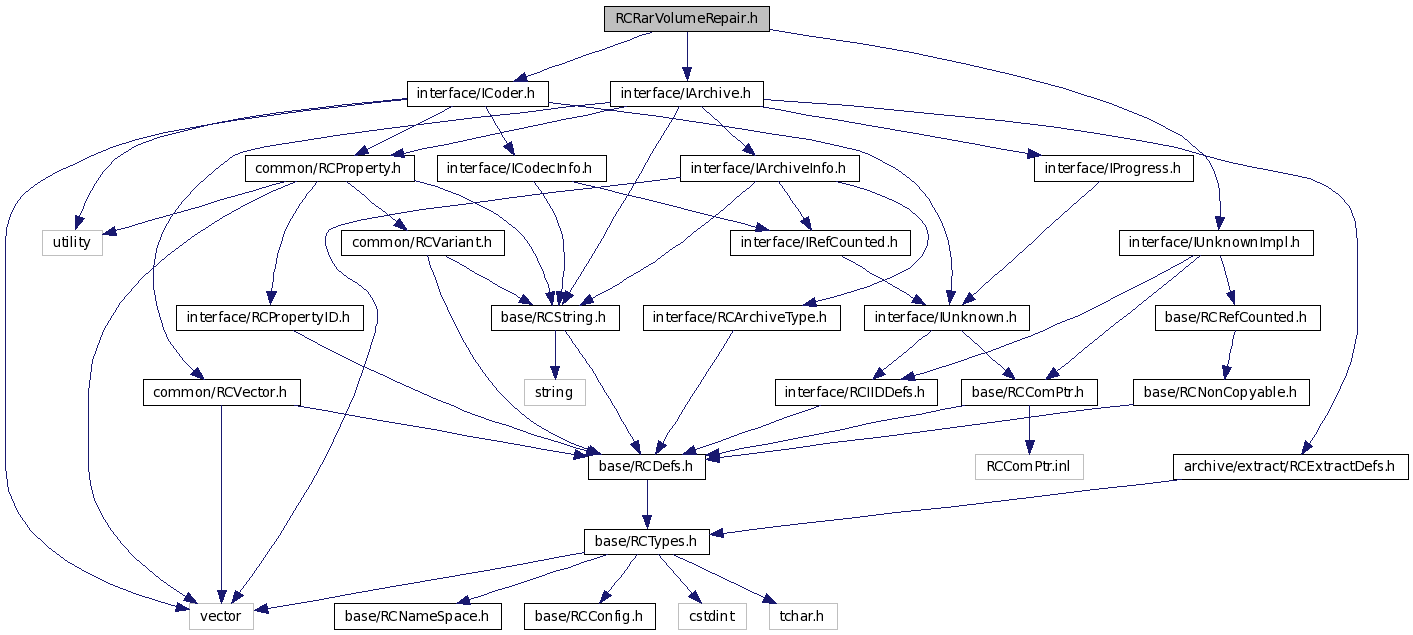 RCRarVolumeRepair.h
interface/ICoder.h
interface/IArchive.h
common/RCProperty.h
interface/ICodecInfo.h
interface/IArchiveInfo.h
interface/IProgress.h
utility
common/RCVariant.h
interface/IRefCounted.h
interface/IUnknownImpl.h
interface/RCPropertyID.h
base/RCString.h
interface/RCArchiveType.h
interface/IUnknown.h
base/RCRefCounted.h
common/RCVector.h
string
interface/RCIIDDefs.h
base/RCComPtr.h
base/RCNonCopyable.h
base/RCDefs.h
RCComPtr.inl
archive/extract/RCExtractDefs.h
base/RCTypes.h
vector
base/RCNameSpace.h
base/RCConfig.h
cstdint
tchar.h